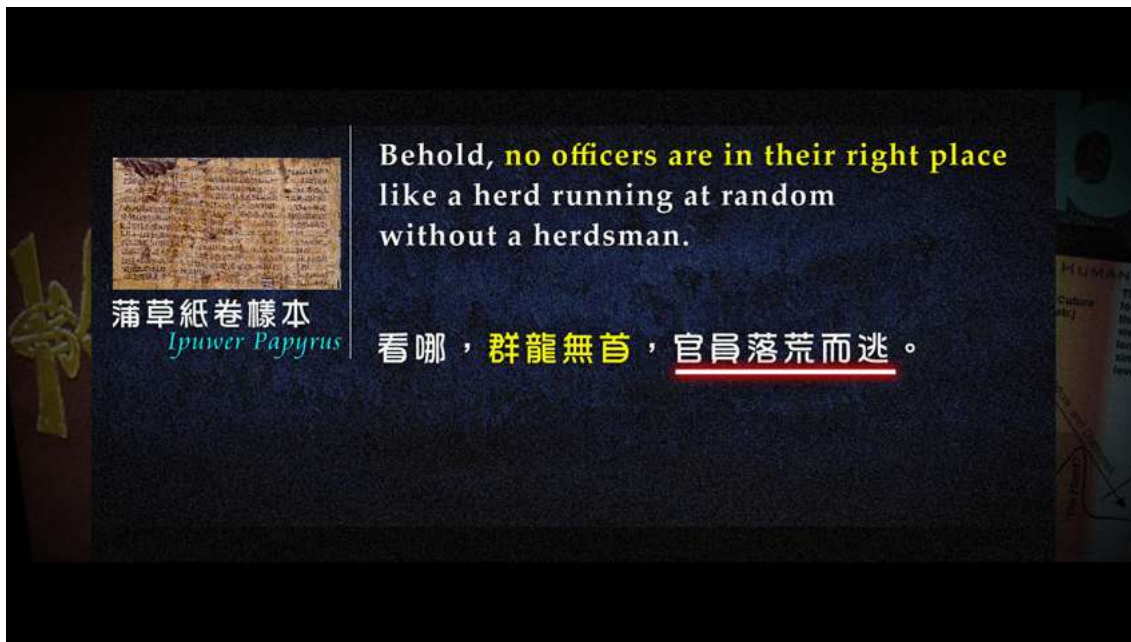 Behold, no officers are in their right place
like a herd running at random
without a herdsman.
蒲草紙卷樣本
Ipuwer Papyrus
看哪，群龍無首，官員落荒而逃。
HUMAN